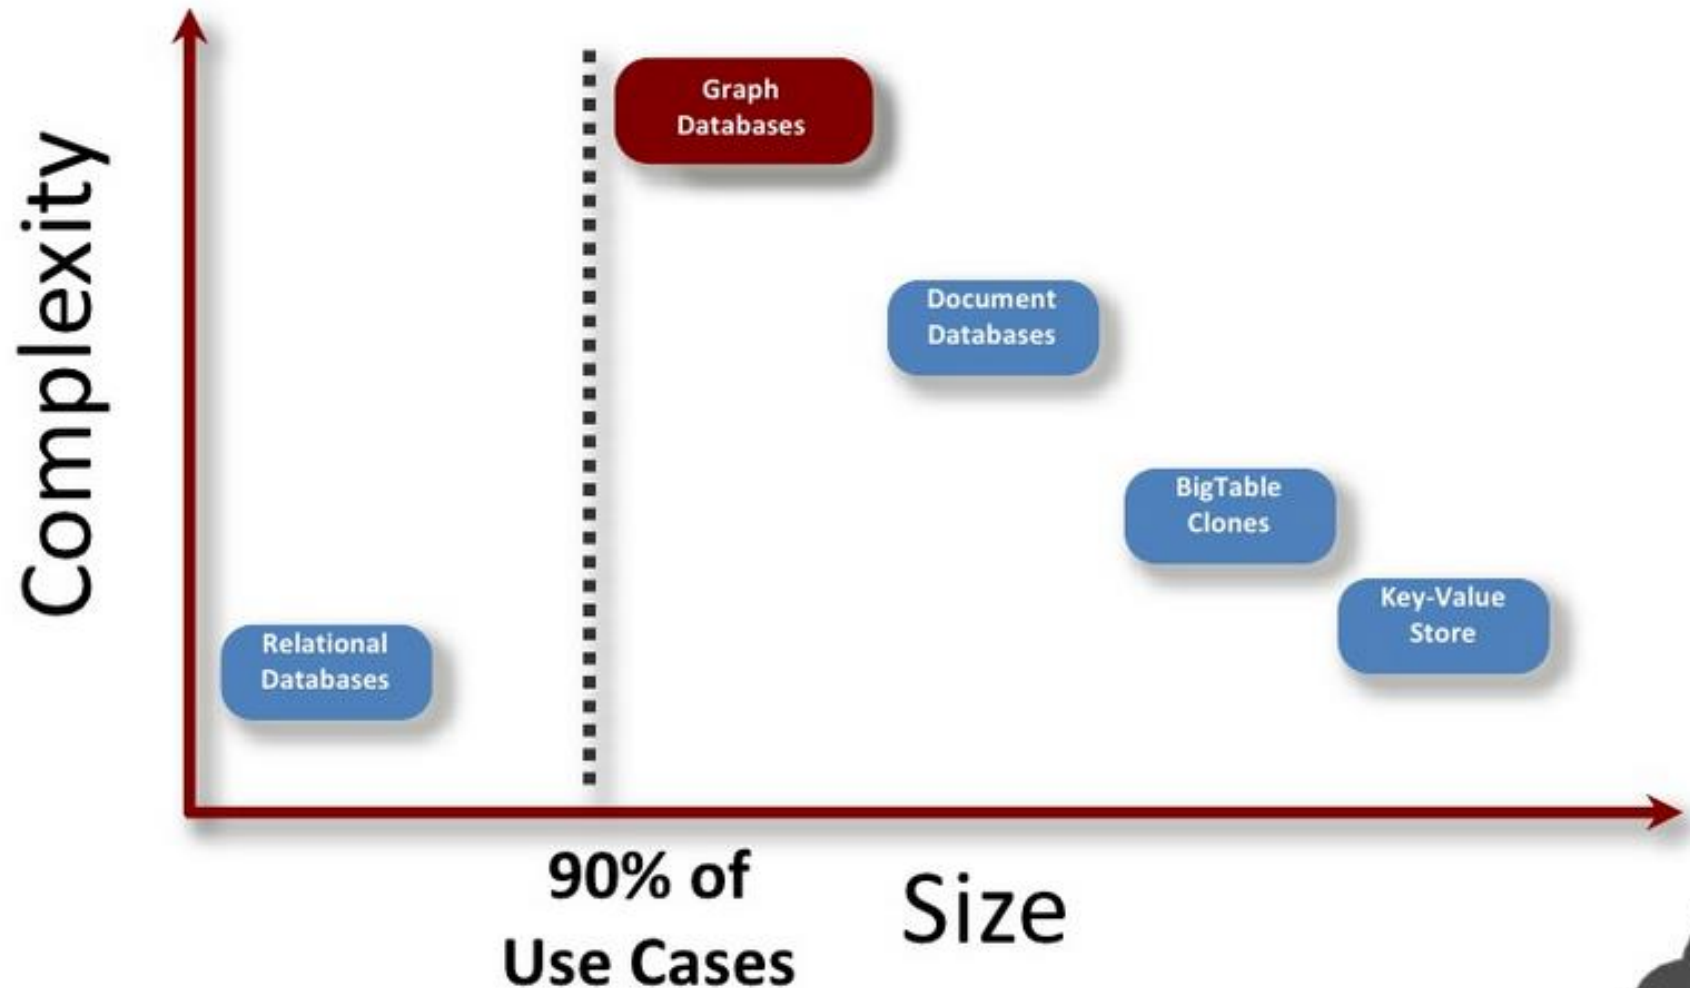 Complexity
Graph
Databases
Document
Databases
BigTable
Clones
Key-Value
Store
Relational
Databases
90% of
Use Cases
Size